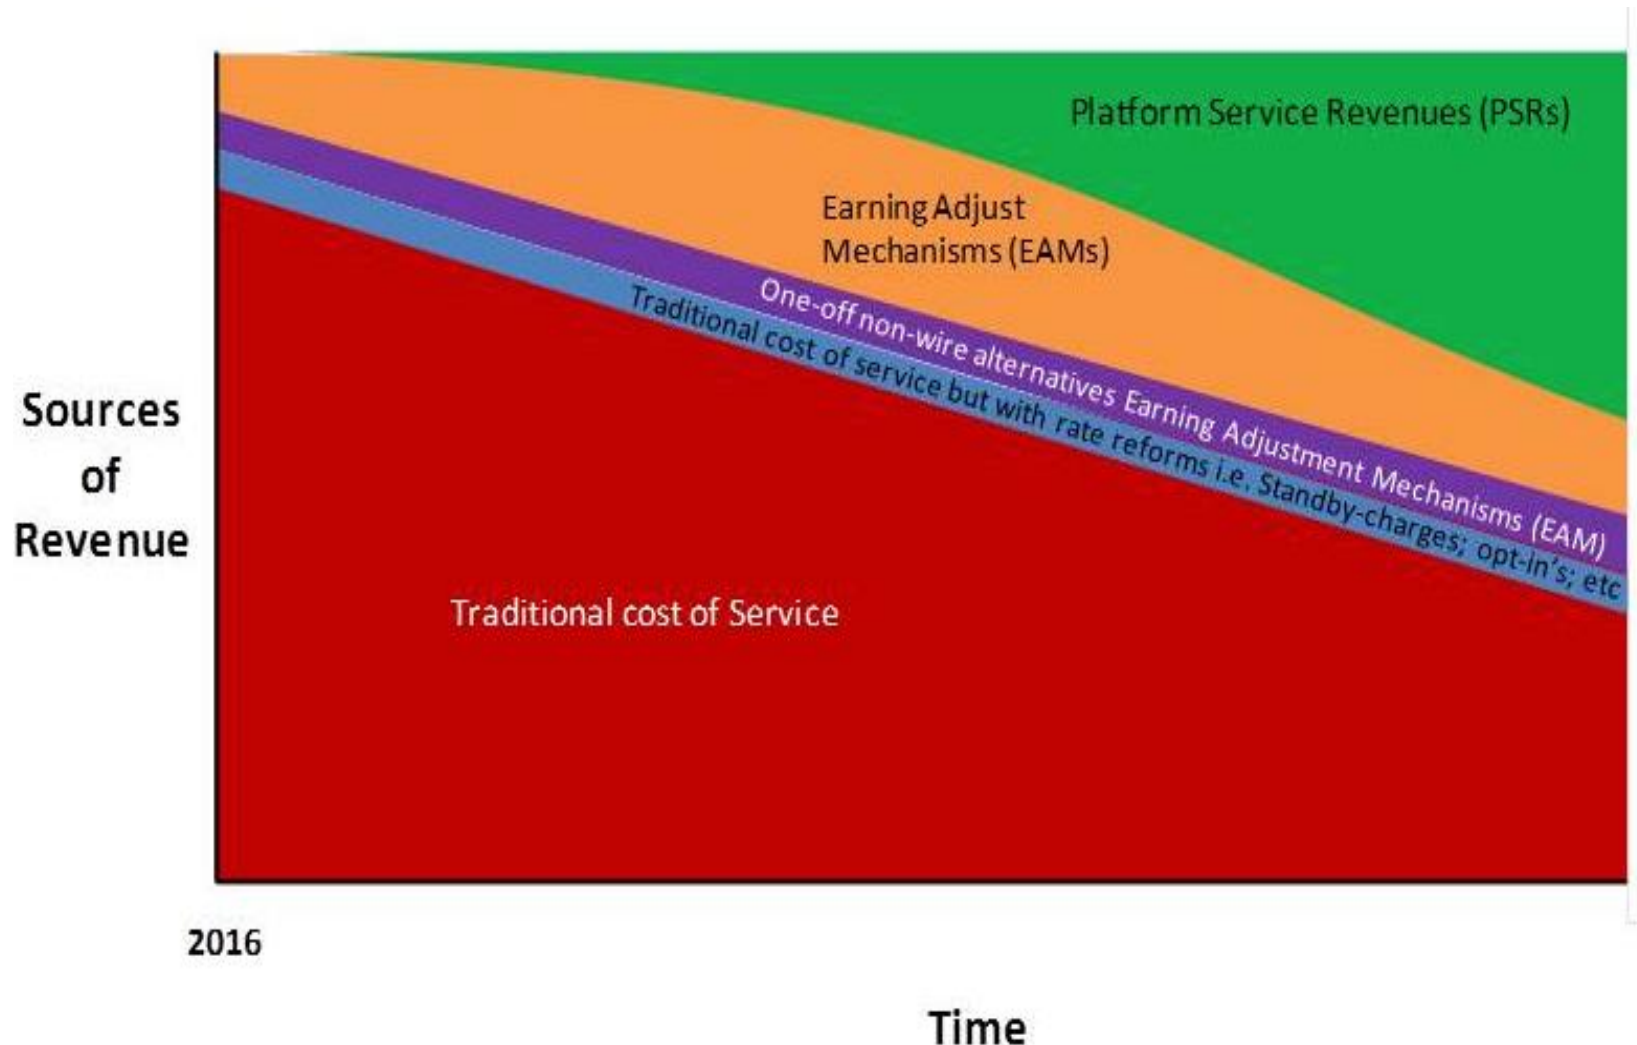 Platform Service Revenues (PSRs)
Earning Adjust
Mechanisms (EAMs)
One-off non-wire alternatives Earning Adjustment Mechanisms (EAM)
Traditional cost of service but with rate reforms i.e. Standby-charges; opt-in's; etc
Sources
of
Revenue
Traditional cost of Service
2016
Time